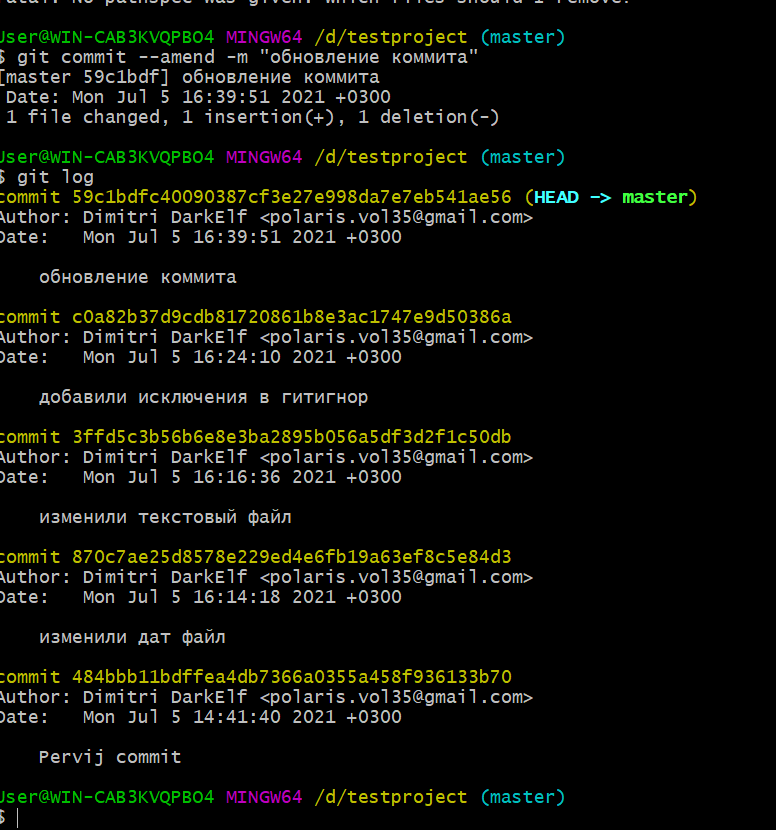 fatal: No pathspec was given. Which files should I remove?
User@WIN-CAB3KVQPBO4 MINGW64 /d/testproject (master)
$ git commit --amend -m "обновление коммита"
[master 59c1bdf] обновление коммита
Date: Mon Jul 5 16:39:51 2021 +0300
1 file changed, 1 insertion(+), 1 deletion(-)
User@WIN-CAB3KVQPBO4 MINGW64 /d/testproject (master)
$ git log
commit 59c1bdfc40090387cf3e27e998da7e7eb541ae56 (HEAD -> master)
Author: Dimitri DarkElf <polaris.vol35@gmail.com>
Date: Mon Jul 5 16:39:51 2021 +0300
обновление коммита
commit c0a82b37d9cdb81720861b8e3ac1747e9d50386a
Author: Dimitri DarkElf <polaris.vol35@gmail.com>
Date: Mon Jul 5 16:24:10 2021 +0300
добавили исключения в гитигнор
commit 3ffd5c3b56b6e8e3ba2895b056a5df3d2f1c50db
Author: Dimitri DarkElf <polaris.vol35@gmail.com>
Date: Mon Jul 5 16:16:36 2021 +0300
изменили текстовый файл
commit 870c7ae25d8578e229ed4e6fb19a63ef8c5e84d3
Author: Dimitri DarkElf <polaris.vol35@gmail.com>
Date: Mon Jul 5 16:14:18 2021 +0300
изменили дат файл
commit 484bbb11bdffea4db7366a0355a458f936133b70
Author: Dimitri DarkElf <polaris.vol35@gmail.com>
Date: Mon Jul 5 14:41:40 2021 +0300
Pervij commit
User@WIN-CAB3KVQPBO4 MINGW64 /d/testproject (master)
$